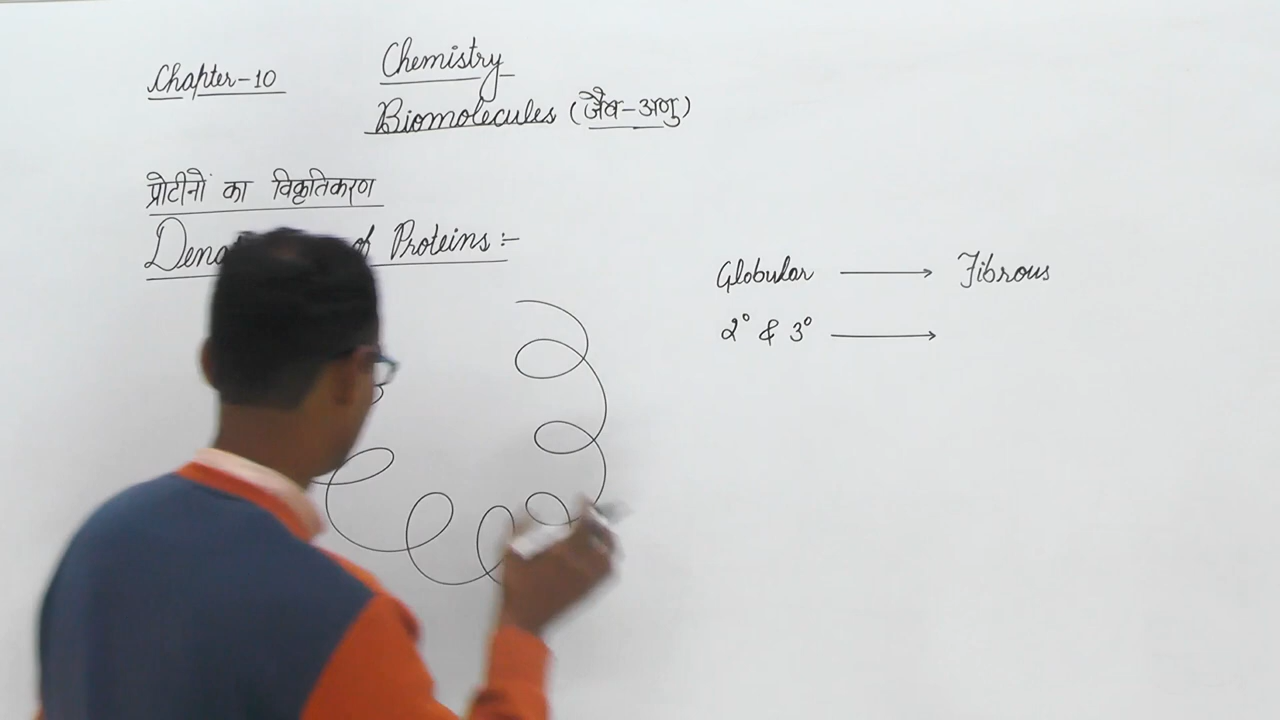 Chapter-10
Chemistry
Biomolecules (जैव-अणु)
प्रोटीनों का विकृतिकरण
of Proteins :-
Globular ⟶ Fibrous
2° & 3° ⟶